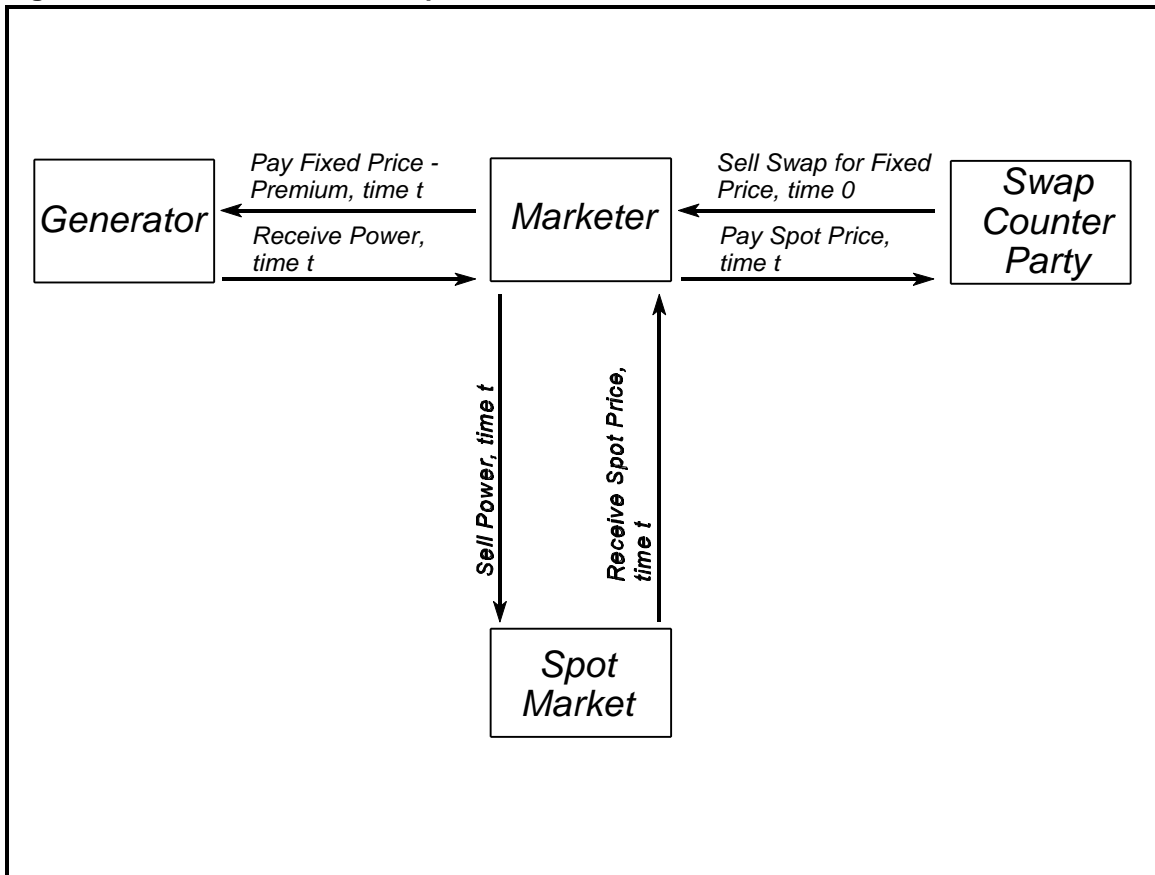 Pay Fixed Price -
Premium, time t
Sell Swap for Fixed
Price, time 0
Generator
Marketer
Swap
Counter
Party
Receive Power,
time t
Pay Spot Price,
time t
Sell Power, time t
Receive Spot Price,
time t
Spot
Market